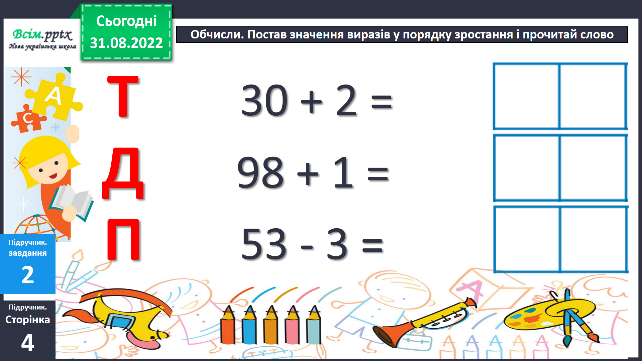 Всім.pptx
Нова українська школа
Сьогодні
31.08.2022
Обчисли. Постав значення виразів у порядку зростання і прочитай слово
А
С
Т
30 + 2 =
Д
98 + 1 =
П
53 - 3 =
Підручник.
завдання
2
Підручник.
Сторінка
4
А
А А А А А